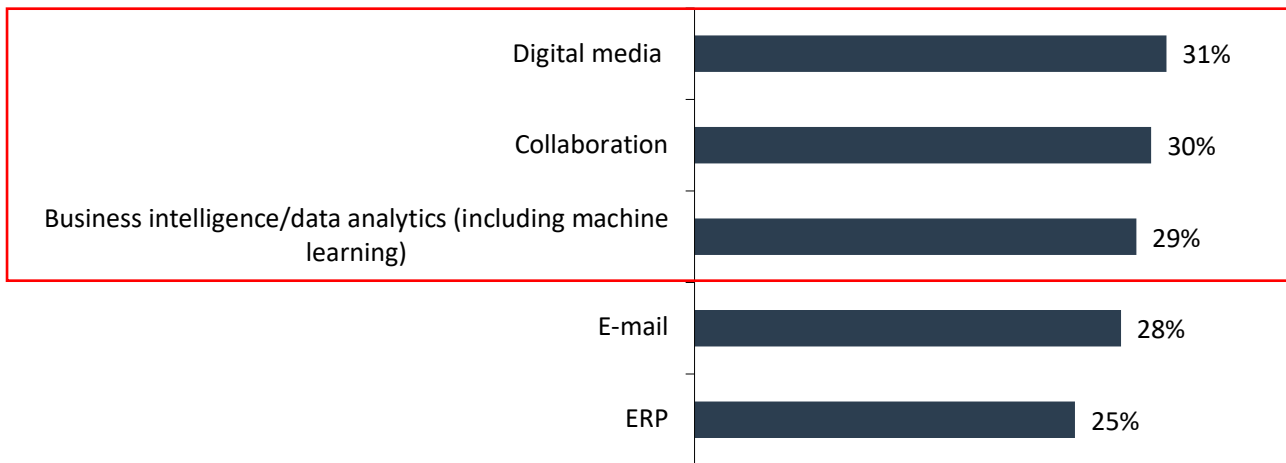 Digital media 31%
Collaboration 30%
Business intelligence/data analytics (including machine
learning) 29%
E-mail 28%
ERP 25%